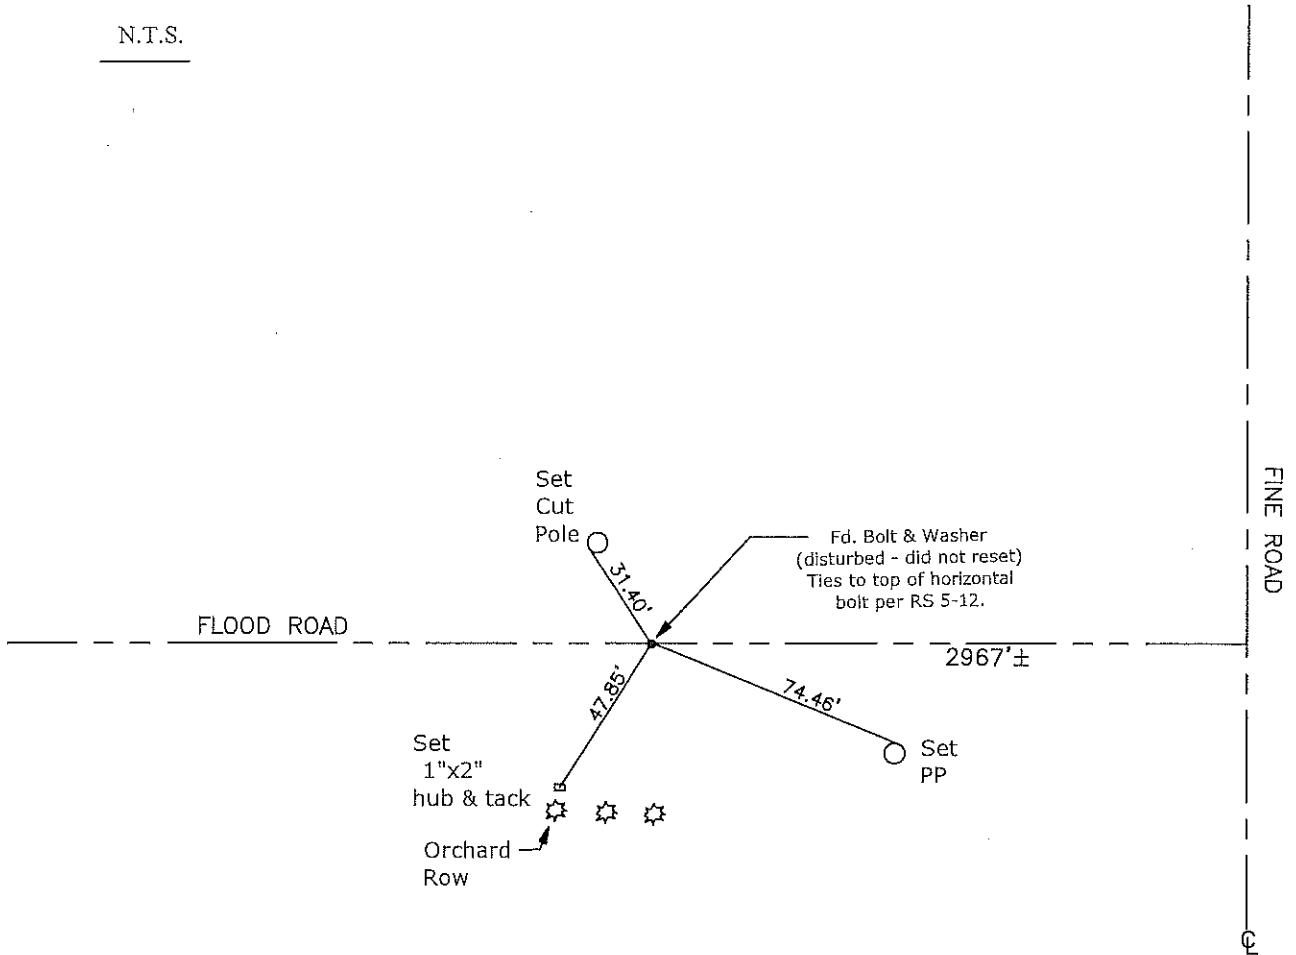 N.T.S.
Set
Cut
Pole
31.40'
Fd. Bolt & Washer
(disturbed - did not reset)
Ties to top of horizontal
bolt per RS 5-12.
FINE ROAD
FLOOD ROAD
2967'±
47.85'
74.46'
Set
1"x2"
hub & tack
Set
PP
Orchard
Row
℄